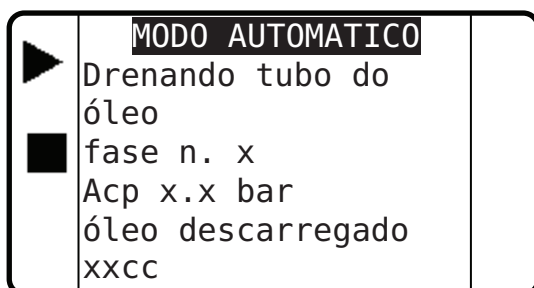 MODO AUTOMATICO
Drenando tubo do
óleo
fase n. x
Acp x.x bar
óleo descarregado
xxcc